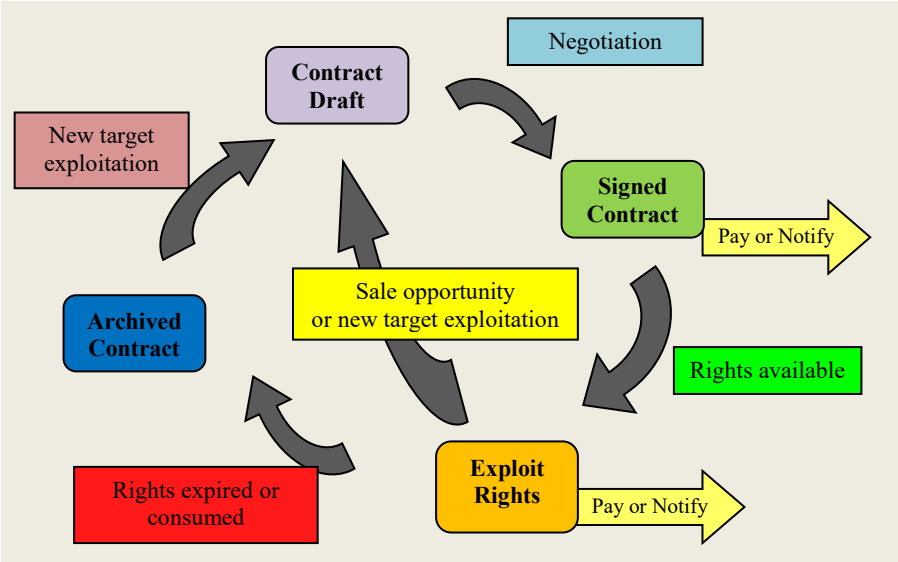 Negotiation
Contract
Draft
New target
exploitation
Signed
Contract
Pay or Notify
Sale opportunity
or new target exploitation
Archived
Contract
Rights available
Exploit
Rights
Rights expired or
consumed
Pay or Notify